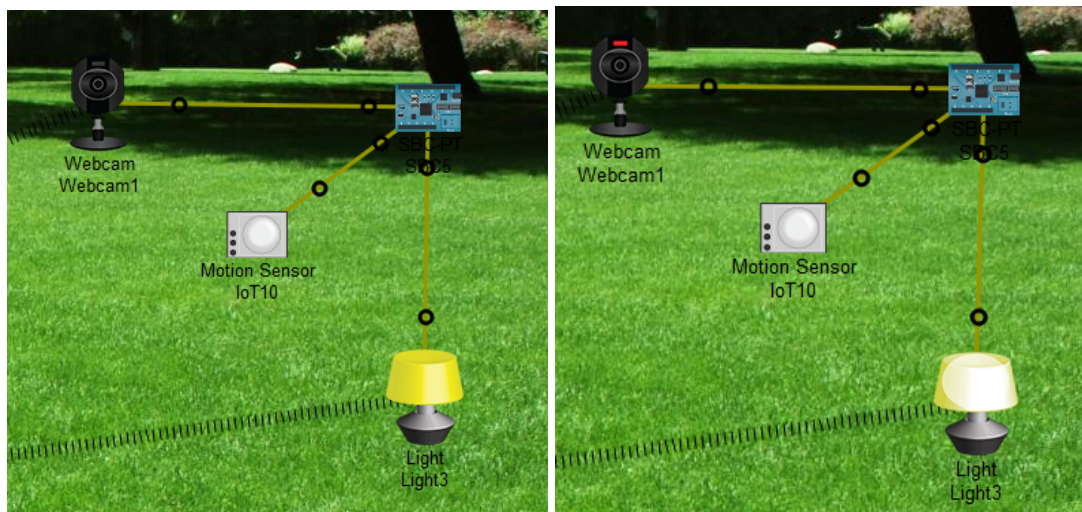 SBC-PT
SBC5
Webcam
Webcam1
Motion Sensor
IoT10
Light
Light3
SBC-PT
SBC5
Webcam
Webcam1
Motion Sensor
IoT10
Light
Light3